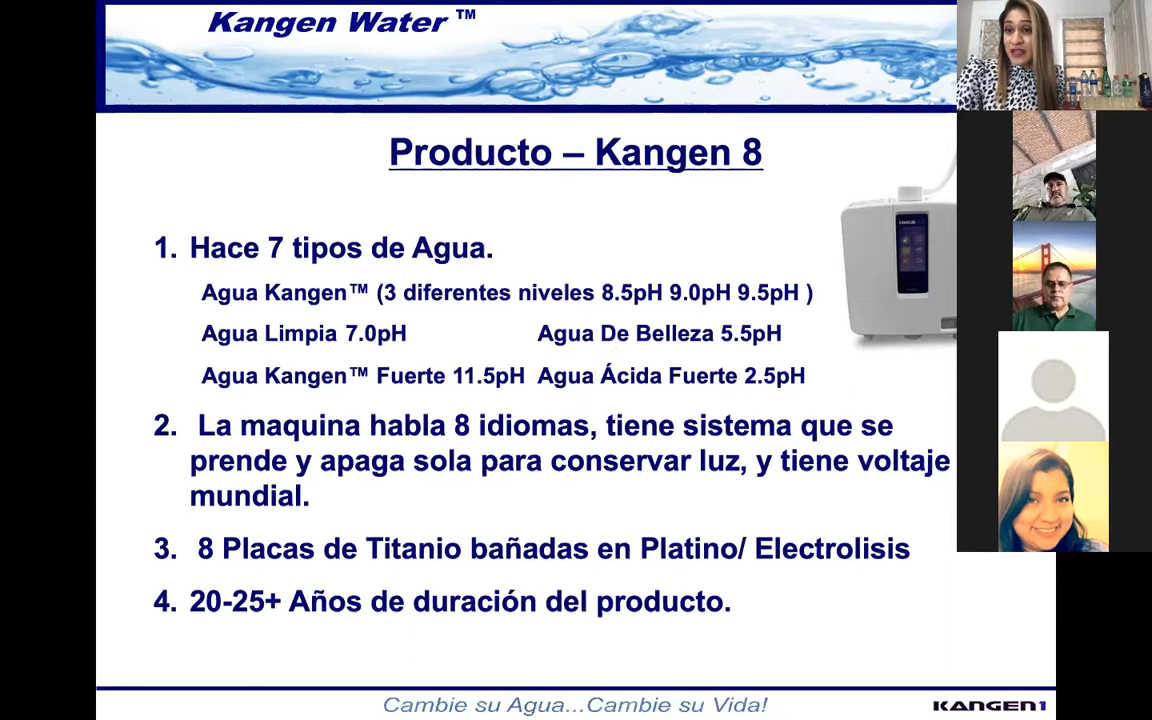 Kangen Water ™
Producto – Kangen 8
1. Hace 7 tipos de Agua.
Agua Kangen™ (3 diferentes niveles 8.5pH 9.0pH 9.5pH )
Agua Limpia 7.0pH Agua De Belleza 5.5pH
Agua Kangen™ Fuerte 11.5pH Agua Ácida Fuerte 2.5pH
2. La maquina habla 8 idiomas, tiene sistema que se
prende y apaga sola para conservar luz, y tiene voltaje
mundial.
3. 8 Placas de Titanio bañadas en Platino/ Electrolisis
4. 20-25+ Años de duración del producto.
Cambie su Agua...Cambie su Vida!
KANGEN1